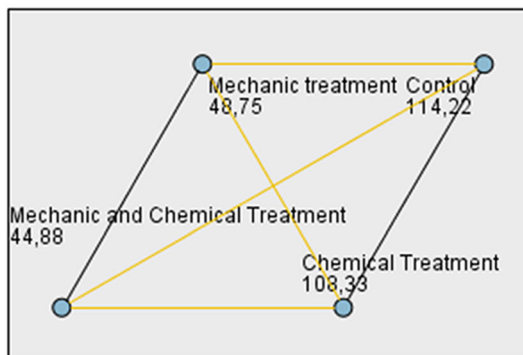 Mechanic treatment
48,75
Control
114,22
Mechanic and Chemical Treatment
44,88
Chemical Treatment
108,33